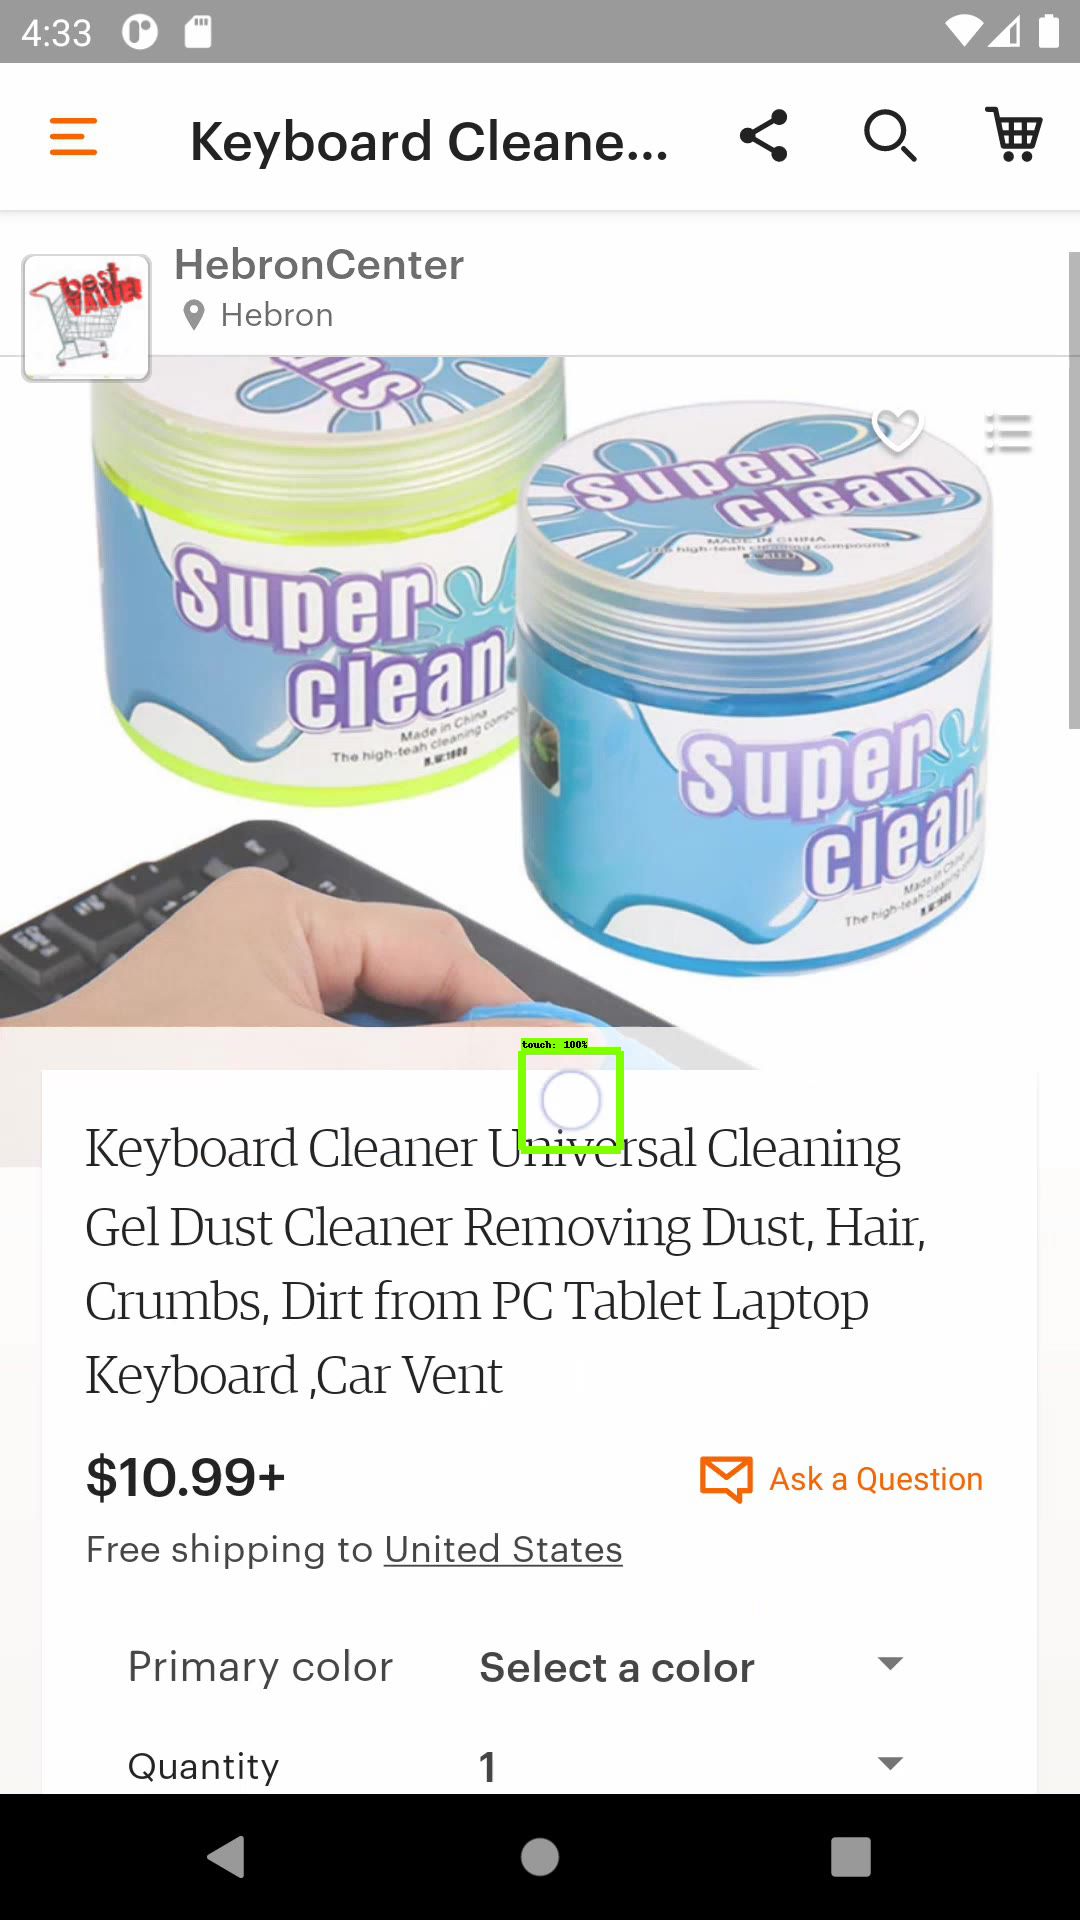 4:33
Keyboard Cleane...
best
VALUE!
HebronCenter
Hebron
Super
clean
MADE IN CHINA
The high-teah cleaning compound
Super
clean
Made in China
The high-teah cleaning compo
Super
clean
Made in China
The high-teah cleaning
touch: 100%
Keyboard Cleaner Universal Cleaning
Gel Dust Cleaner Removing Dust, Hair,
Crumbs, Dirt from PC Tablet Laptop
Keyboard ,Car Vent
$10.99+
Ask a Question
Free shipping to United States
Primary color
Select a color
Quantity
1